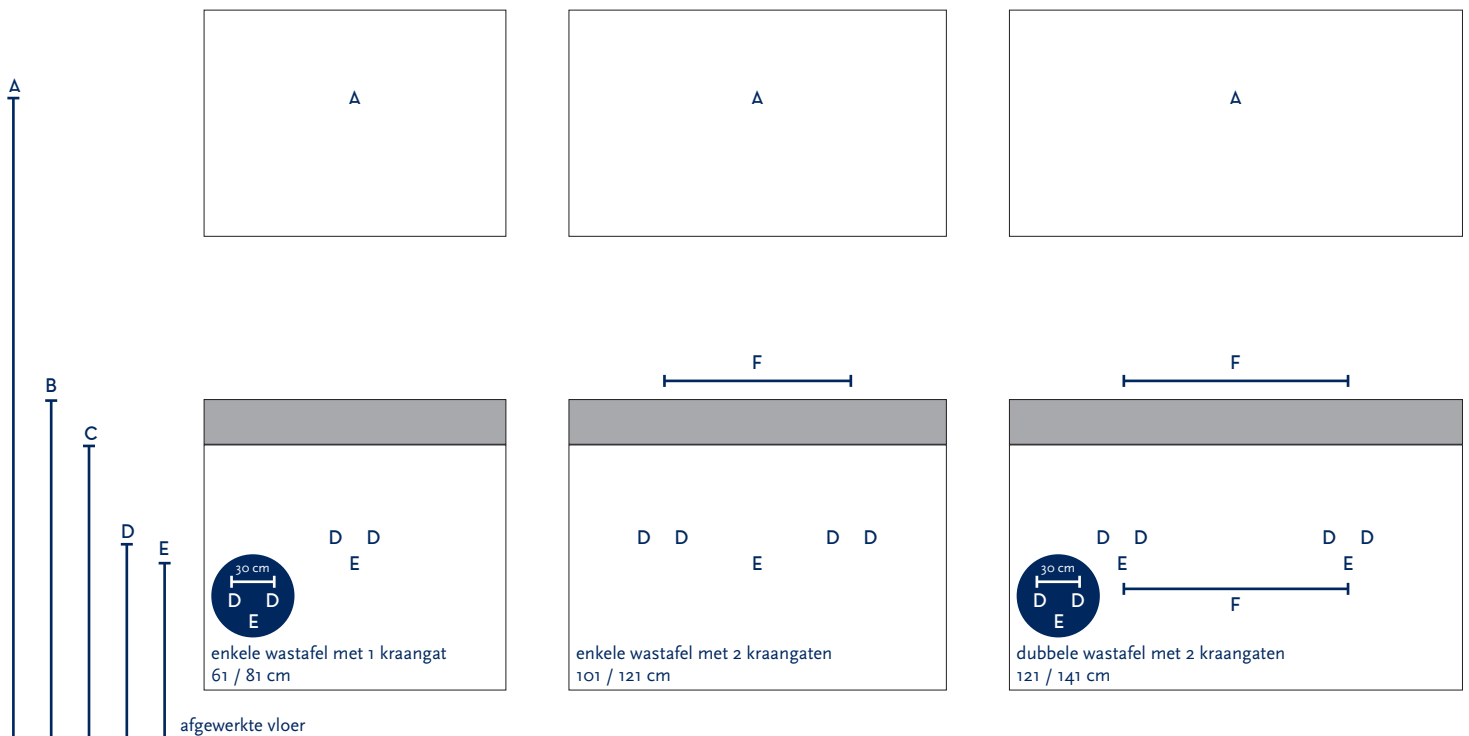 A
A
A
A
B
F
F
C
D
E
D D
E
D D
D D
E
D D
D D
E
E
F
30 cm
D D
E
30 cm
D D
E
enkele wastafel met 1 kraangat
61 / 81 cm
enkele wastafel met 2 kraangaten
101 / 121 cm
dubbele wastafel met 2 kraangaten
121 / 141 cm
afgewerkte vloer